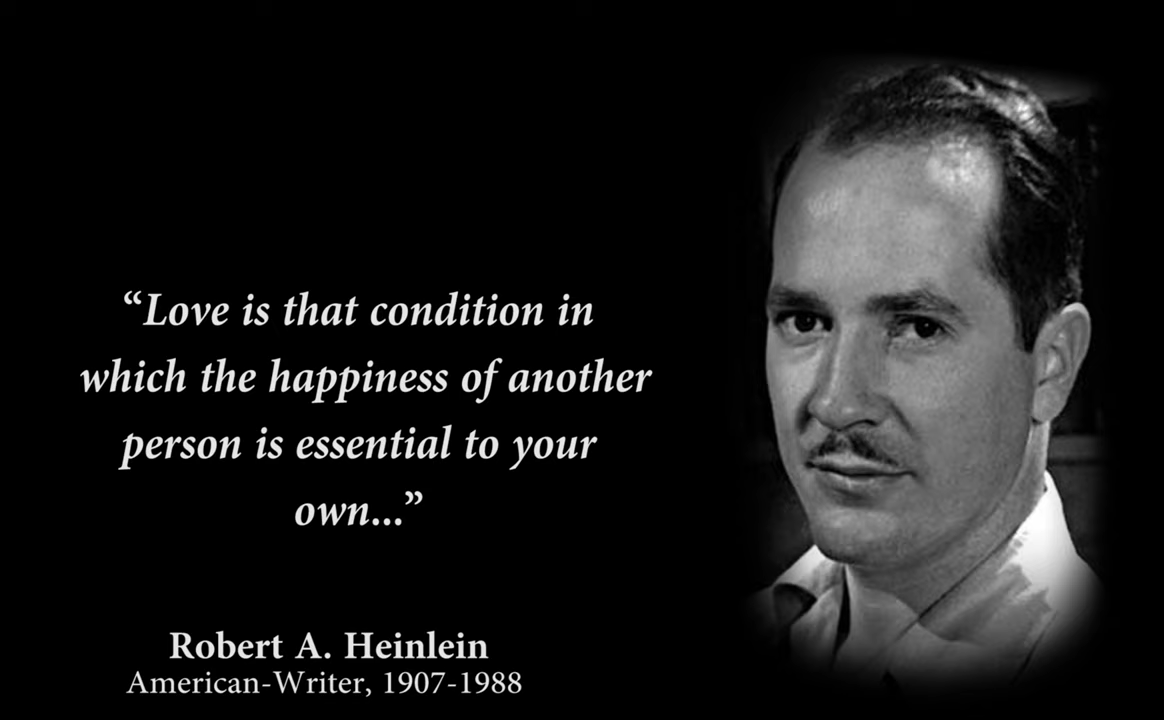 “Love is that condition in
which the happiness of another
person is essential to your
own...”
Robert A. Heinlein
American-Writer, 1907-1988